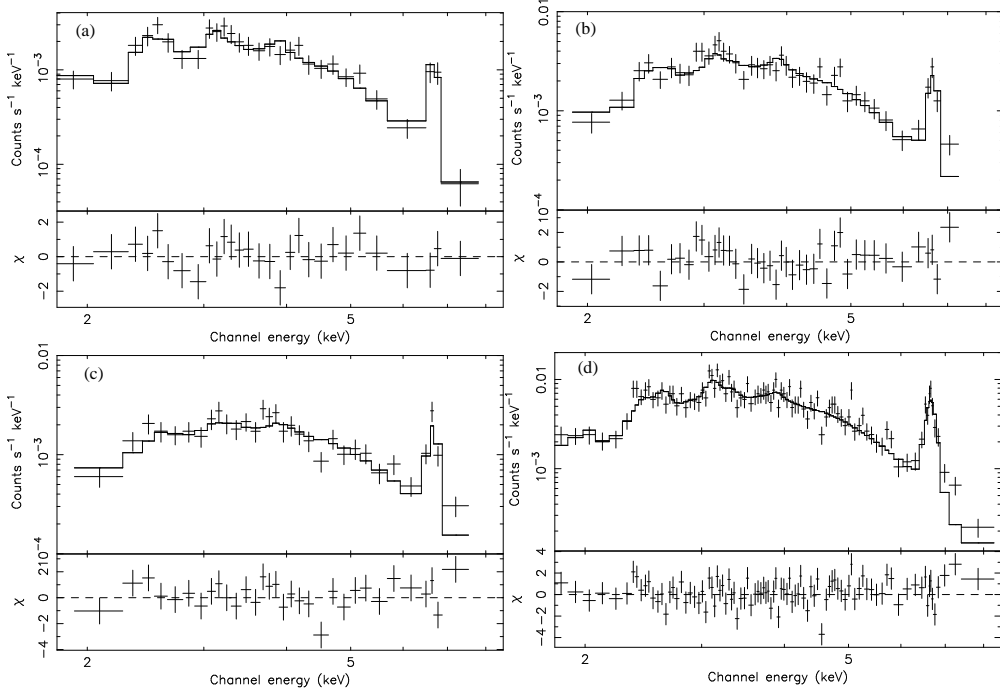 (a)
Counts s⁻¹ keV⁻¹
10⁻³
10⁻⁴
χ
2
0
−2
2
5
Channel energy (keV)
(b)
Counts s⁻¹ keV⁻¹
0.01
10⁻³
10⁻⁴
χ
2
0
−2
2
5
Channel energy (keV)
(c)
Counts s⁻¹ keV⁻¹
0.01
10⁻³
10⁻⁴
χ
2
0
−2
−4
2
5
Channel energy (keV)
(d)
Counts s⁻¹ keV⁻¹
0.01
10⁻³
χ
4
2
0
−2
−4
2
5
Channel energy (keV)